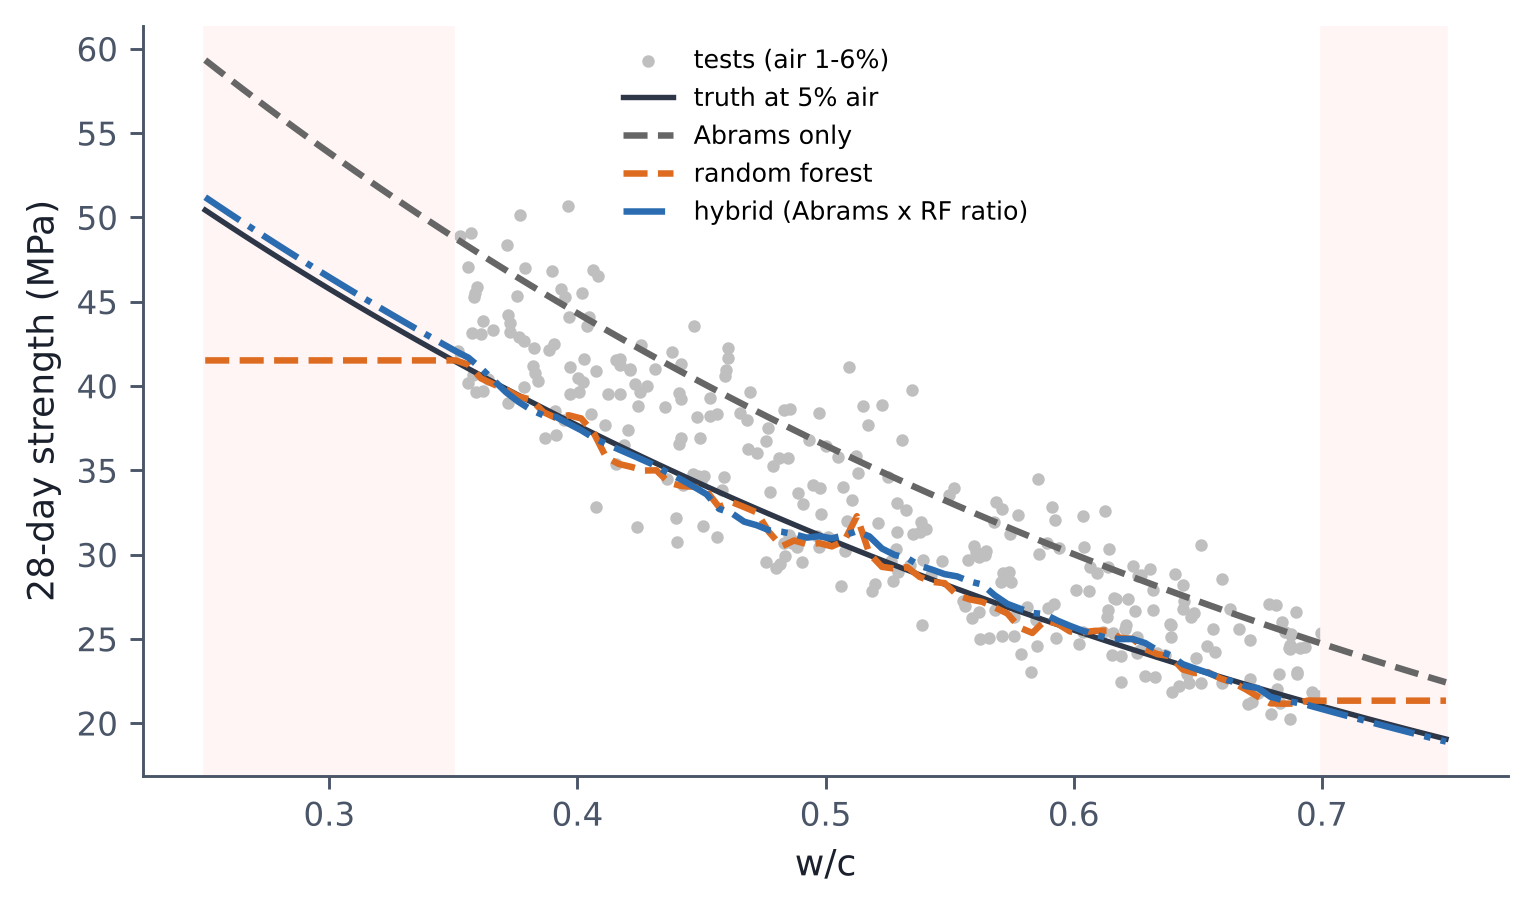 60
55
50
45
40
35
30
25
20
28-day strength (MPa)
tests (air 1-6%)
truth at 5% air
Abrams only
random forest
hybrid (Abrams x RF ratio)
0.3
0.4
0.5
0.6
0.7
w/c